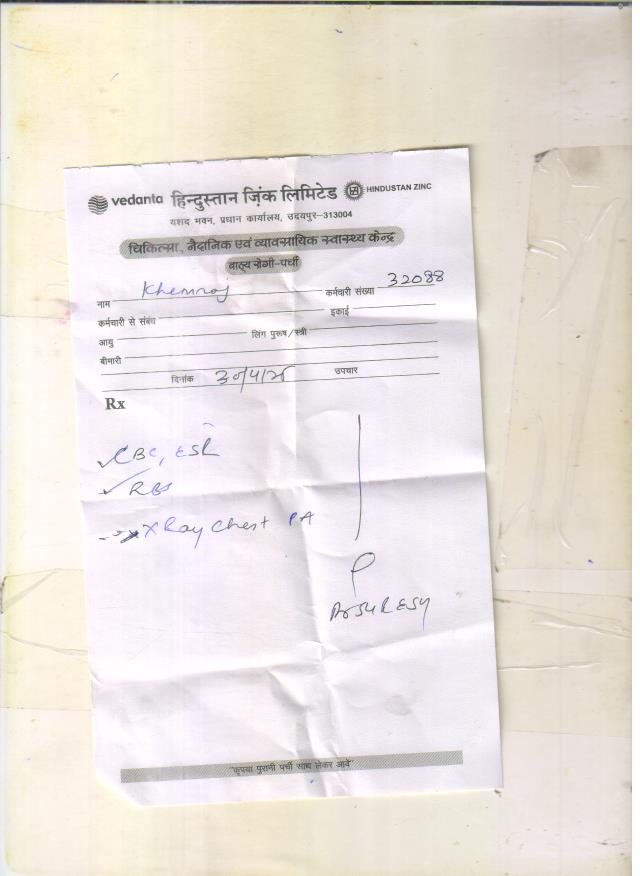 vedanta हिन्दुस्तान ज़िंक लिमिटेड HINDUSTAN ZINC
यशद भवन, प्रधान कार्यालय, उदयपुर-313004
चिकित्सा, नैदानिक एवं व्यावसायिक स्वास्थ्य केन्द्र
बाह्य रोगी-पर्ची
नाम Khemraj कर्मचारी संख्या 32088
कर्मचारी से संबंध इकाई
आयु लिंग पुरूष/स्त्री
बीमारी
दिनांक उपचार
Rx
CBC, ESR
RBS
X Ray Chest PA
"कृपया पुरानी पर्ची साथ लेकर आवें"